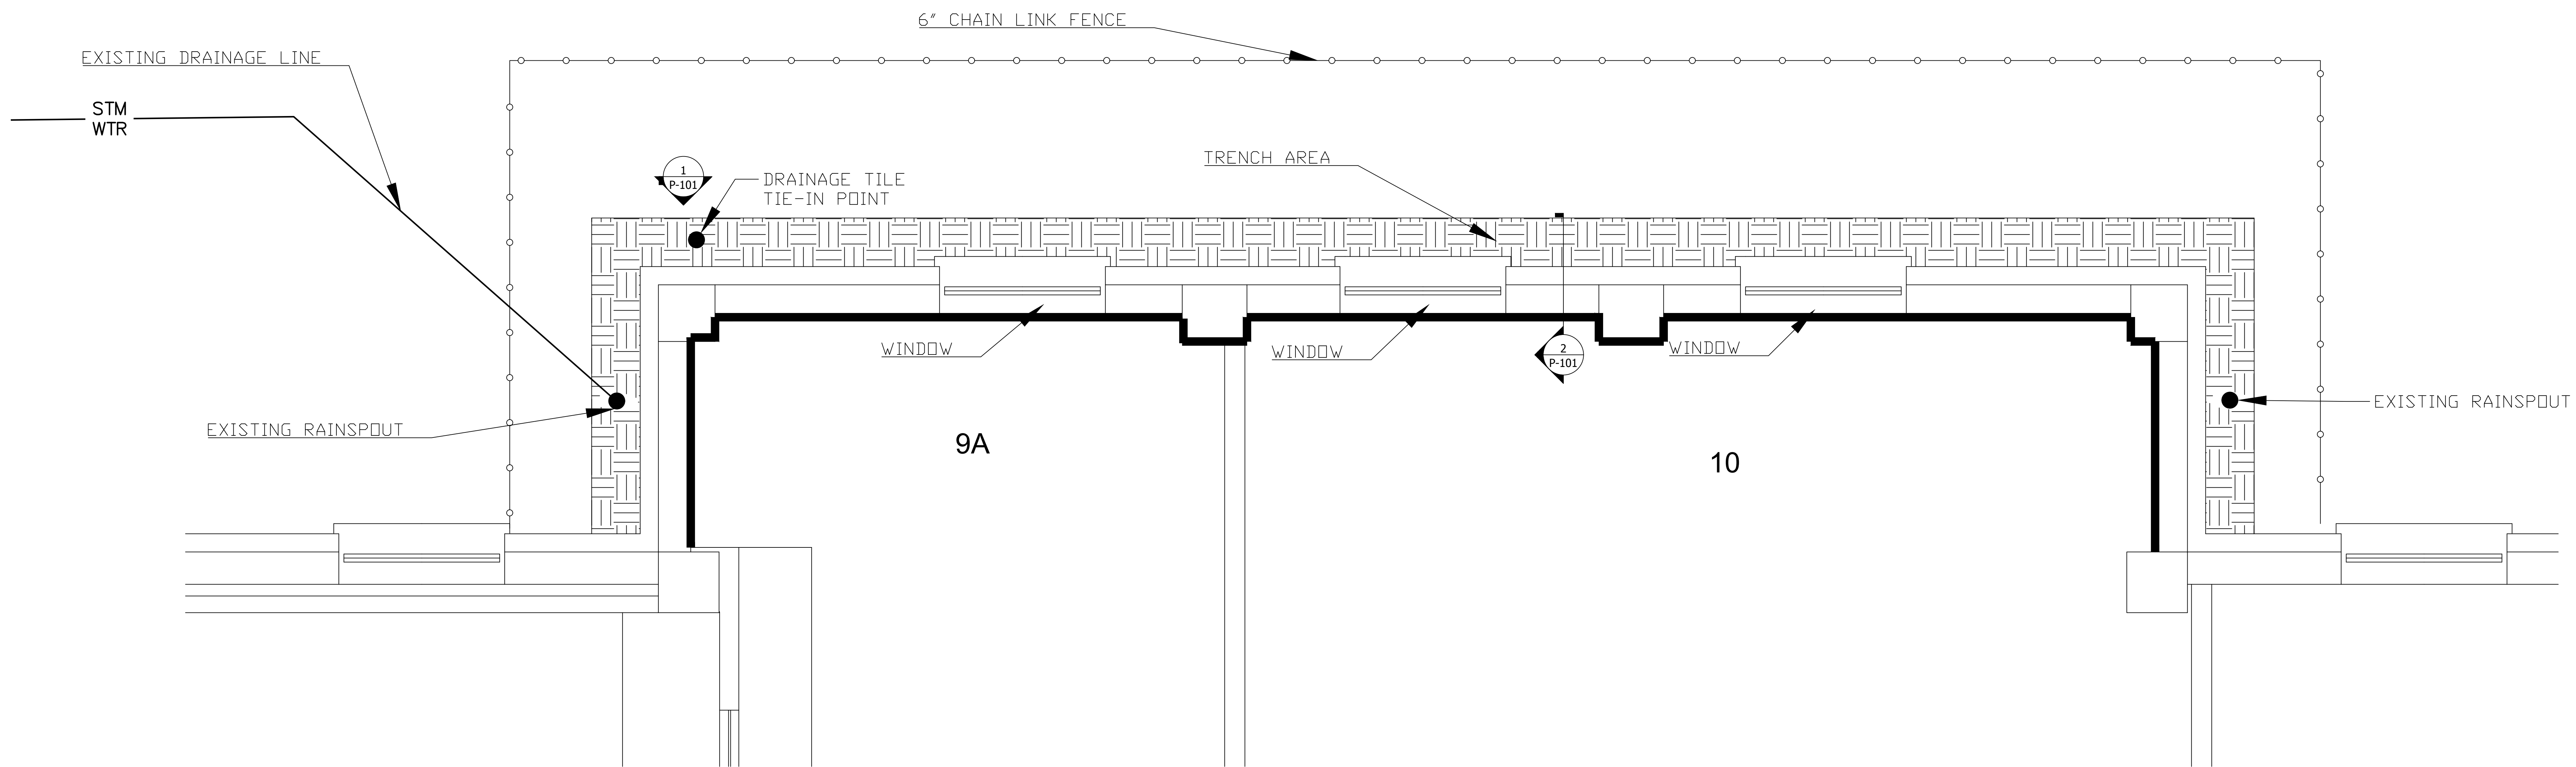 6" CHAIN LINK FENCE
EXISTING DRAINAGE LINE
STM
WTR
1
P-101
DRAINAGE TILE
TIE-IN POINT
TRENCH AREA
WINDOW
WINDOW
2
P-101
WINDOW
EXISTING RAINSPOUT
EXISTING RAINSPOUT
9A
10